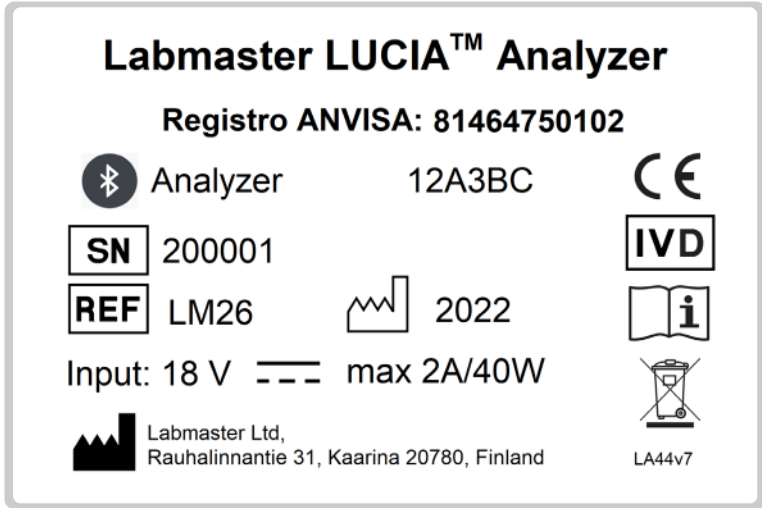 Labmaster LUCIA™ Analyzer
Registro ANVISA: 81464750102
Analyzer 12A3BC
CE
SN 200001
IVD
REF LM26 2022
i
Input: 18 V max 2A/40W
Labmaster Ltd,
Rauhalinnantie 31, Kaarina 20780, Finland
LA44v7